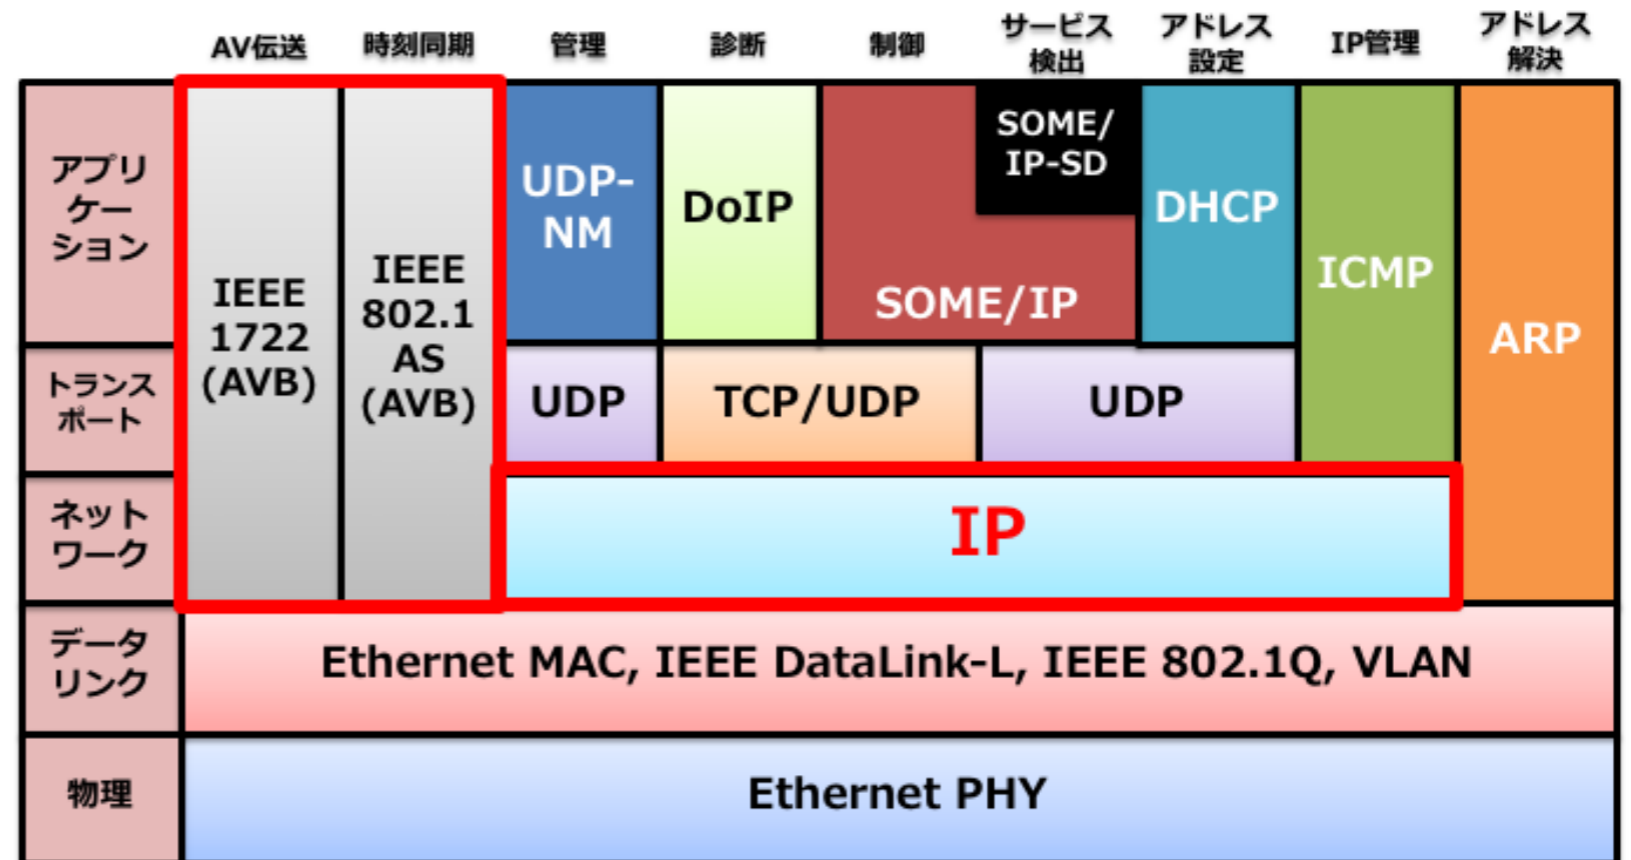 AV伝送
時刻同期
管理
診断
制御
サービス
検出
アドレス
設定
IP管理
アドレス
解決
アプリ
ケー
ション
IEEE
1722
(AVB)
IEEE
802.1
AS
(AVB)
UDP-
NM
DoIP
SOME/IP
SOME/
IP-SD
DHCP
ICMP
ARP
トランス
ポート
UDP
TCP/UDP
UDP
ネット
ワーク
IP
データ
リンク
Ethernet MAC, IEEE DataLink-L, IEEE 802.1Q, VLAN
物理
Ethernet PHY